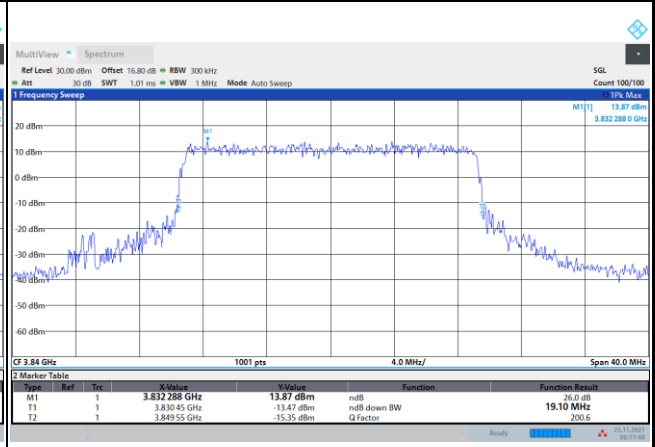 MultiView Spectrum
Ref Level 30.00 dBm Offset 16.80 dB RBW 300 kHz SGL
Att 30 dB SWT 1.01 ms VBW 1 MHz Mode Auto Sweep Count 100/100
1 Frequency Sweep 1Pk Max
M1[1] 13.87 dBm
3.832 288 0 GHz
M1
20 dBm
10 dBm
0 dBm
-10 dBm
-20 dBm
-30 dBm
-40 dBm
-50 dBm
-60 dBm
CF 3.84 GHz 1001 pts 4.0 MHz/ Span 40.0 MHz
2 Marker Table
Type Ref Trc X-Value Y-Value Function Function Result
M1 1 3.832 288 GHz 13.87 dBm ndB 26.0 dB
T1 1 3.830 45 GHz -13.47 dBm ndB down BW 19.10 MHz
T2 1 3.849 55 GHz -15.35 dBm Q Factor 200.6
Ready 23.11.2021
06:17:48